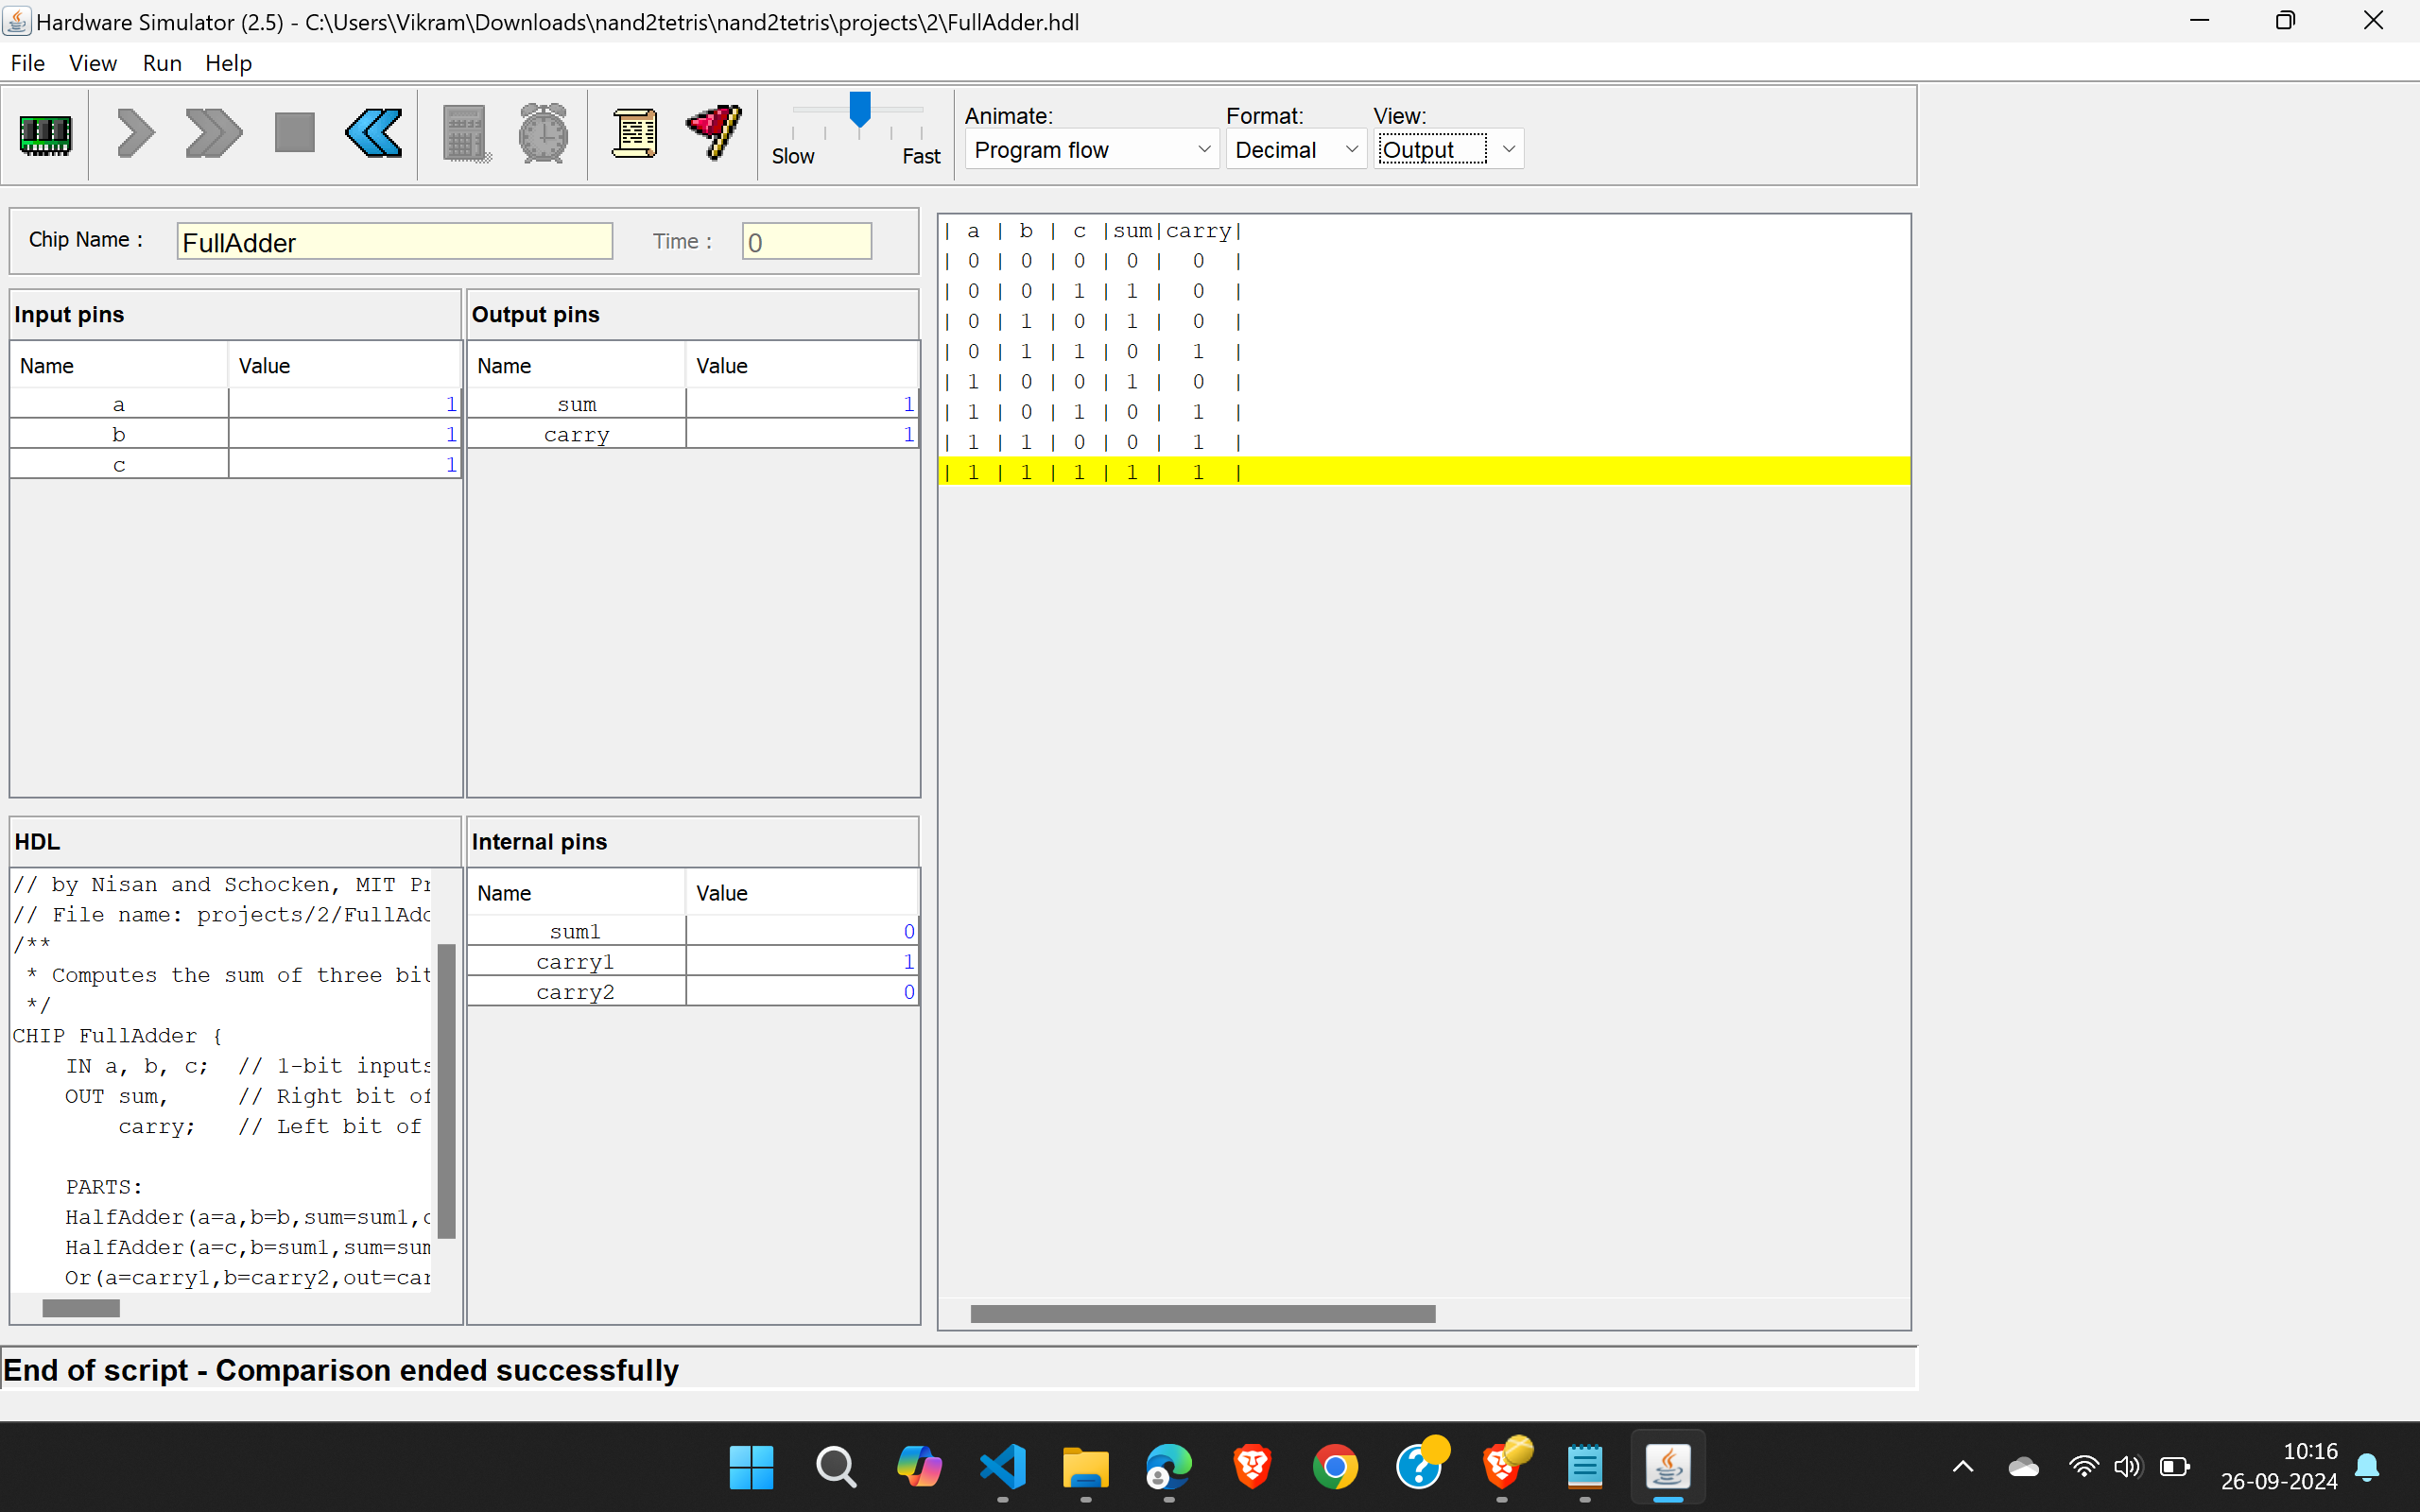 Hardware Simulator (2.5) - C:\Users\Vikram\Downloads\nand2tetris\nand2tetris\projects\2\FullAdder.hdl
File View Run Help
Animate: Format: View:
Slow Fast Program flow Decimal Output
Chip Name : FullAdder Time : 0
Input pins
Name Value
a 1
b 1
c 1
Output pins
Name Value
sum 1
carry 1
| a | b | c |sum|carry|
| 0 | 0 | 0 | 0 | 0 |
| 0 | 0 | 1 | 1 | 0 |
| 0 | 1 | 0 | 1 | 0 |
| 0 | 1 | 1 | 0 | 1 |
| 1 | 0 | 0 | 1 | 0 |
| 1 | 0 | 1 | 0 | 1 |
| 1 | 1 | 0 | 0 | 1 |
| 1 | 1 | 1 | 1 | 1 |
HDL
// by Nisan and Schocken, MIT Pr
// File name: projects/2/FullAdd
/**
* Computes the sum of three bit
*/
CHIP FullAdder {
IN a, b, c; // 1-bit inputs
OUT sum, // Right bit of
carry; // Left bit of
PARTS:
HalfAdder(a=a,b=b,sum=sum1,c
HalfAdder(a=c,b=sum1,sum=sum
Or(a=carry1,b=carry2,out=car
Internal pins
Name Value
sum1 0
carry1 1
carry2 0
End of script - Comparison ended successfully
10:16
26-09-2024